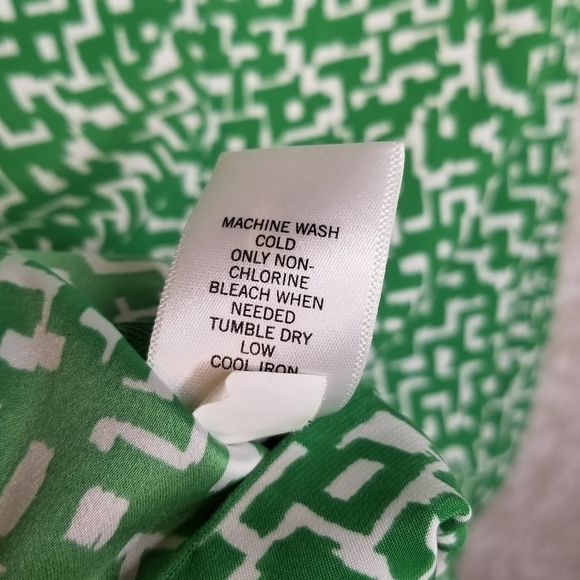 MACHINE WASH
COLD
ONLY NON-
CHLORINE
BLEACH WHEN
NEEDED
TUMBLE DRY
LOW
COOL IRON